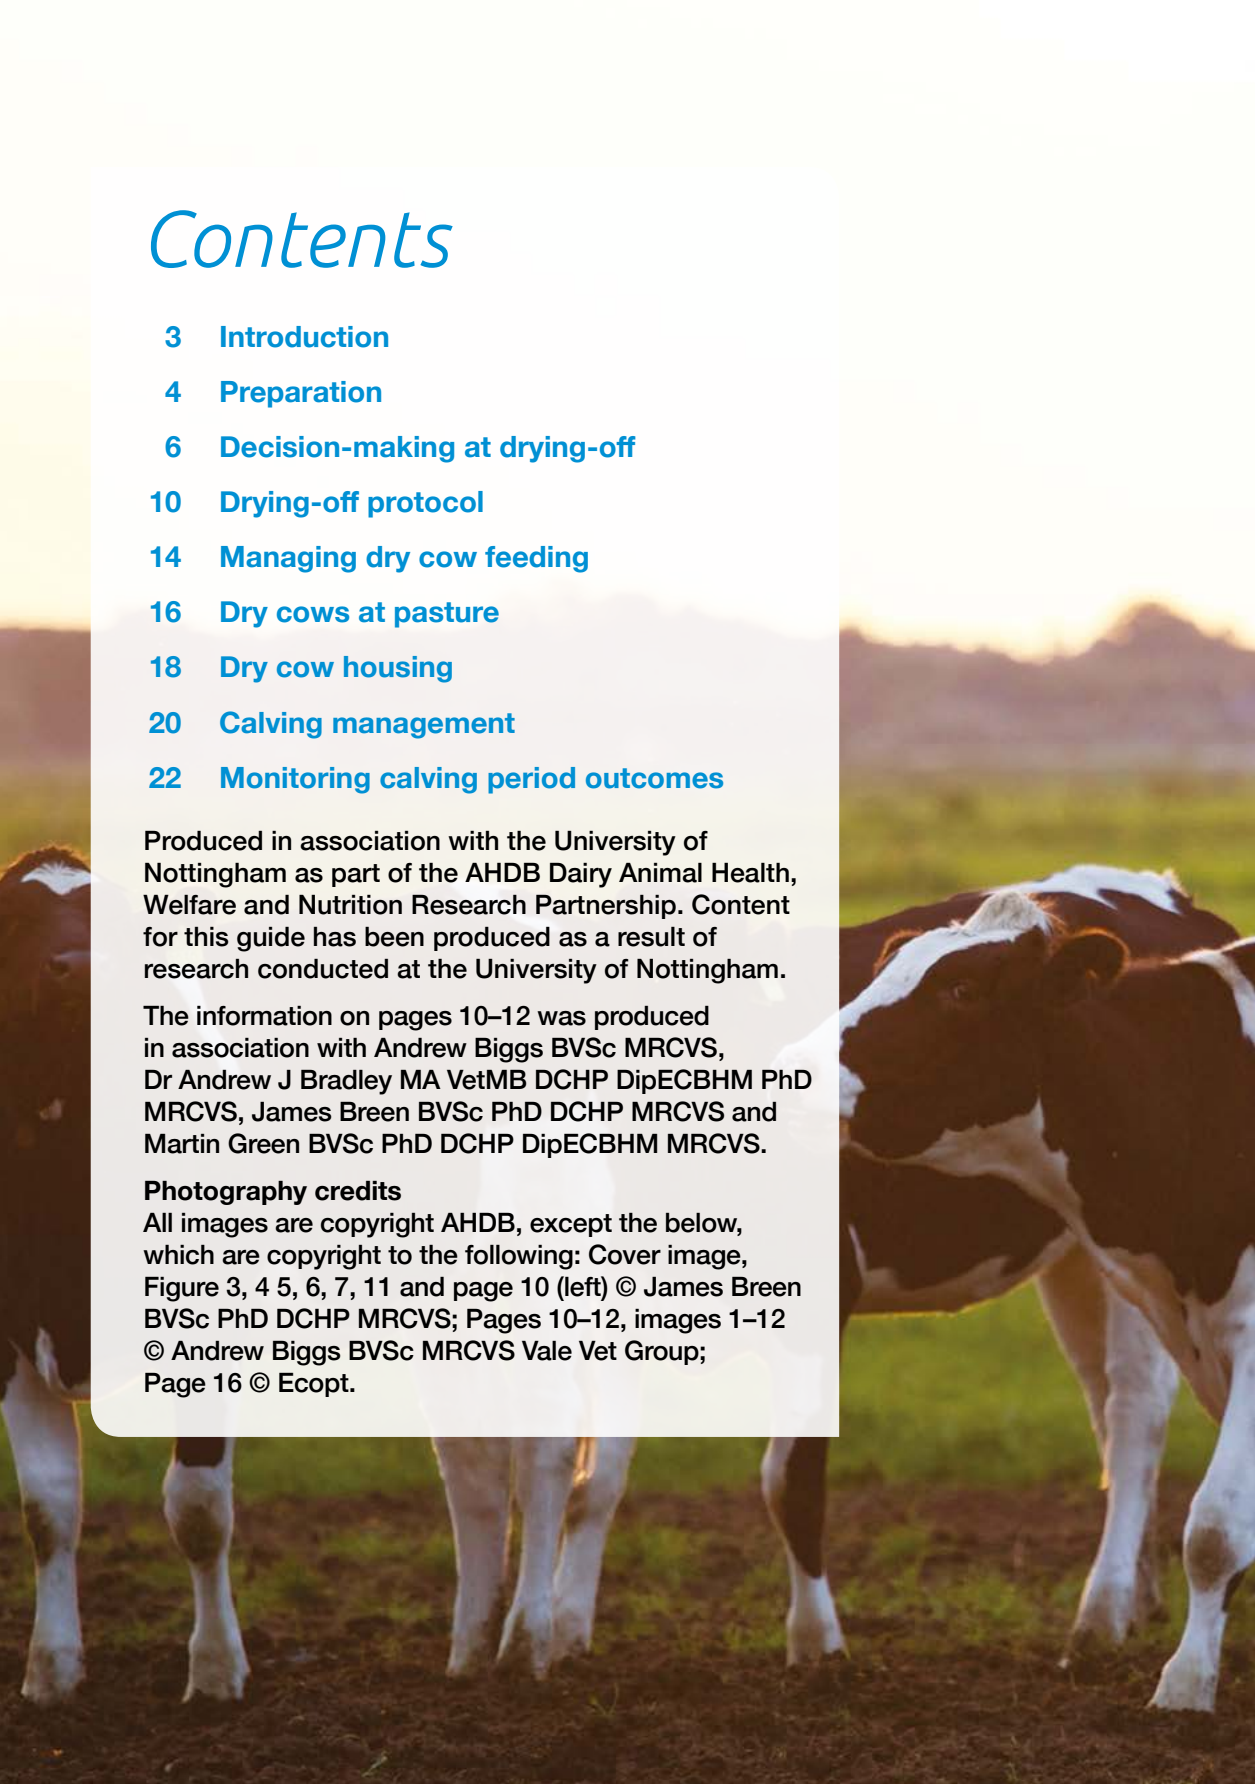 Contents
3 Introduction
4 Preparation
6 Decision-making at drying-off
10 Drying-off protocol
14 Managing dry cow feeding
16 Dry cows at pasture
18 Dry cow housing
20 Calving management
22 Monitoring calving period outcomes
Produced in association with the University of
Nottingham as part of the AHDB Dairy Animal Health,
Welfare and Nutrition Research Partnership. Content
for this guide has been produced as a result of
research conducted at the University of Nottingham.
The information on pages 10–12 was produced
in association with Andrew Biggs BVSc MRCVS,
Dr Andrew J Bradley MA VetMB DCHP DipECBHM PhD
MRCVS, James Breen BVSc PhD DCHP MRCVS and
Martin Green BVSc PhD DCHP DipECBHM MRCVS.
Photography credits
All images are copyright AHDB, except the below,
which are copyright to the following: Cover image,
Figure 3, 4 5, 6, 7, 11 and page 10 (left) © James Breen
BVSc PhD DCHP MRCVS; Pages 10–12, images 1–12
© Andrew Biggs BVSc MRCVS Vale Vet Group;
Page 16 © Ecopt.